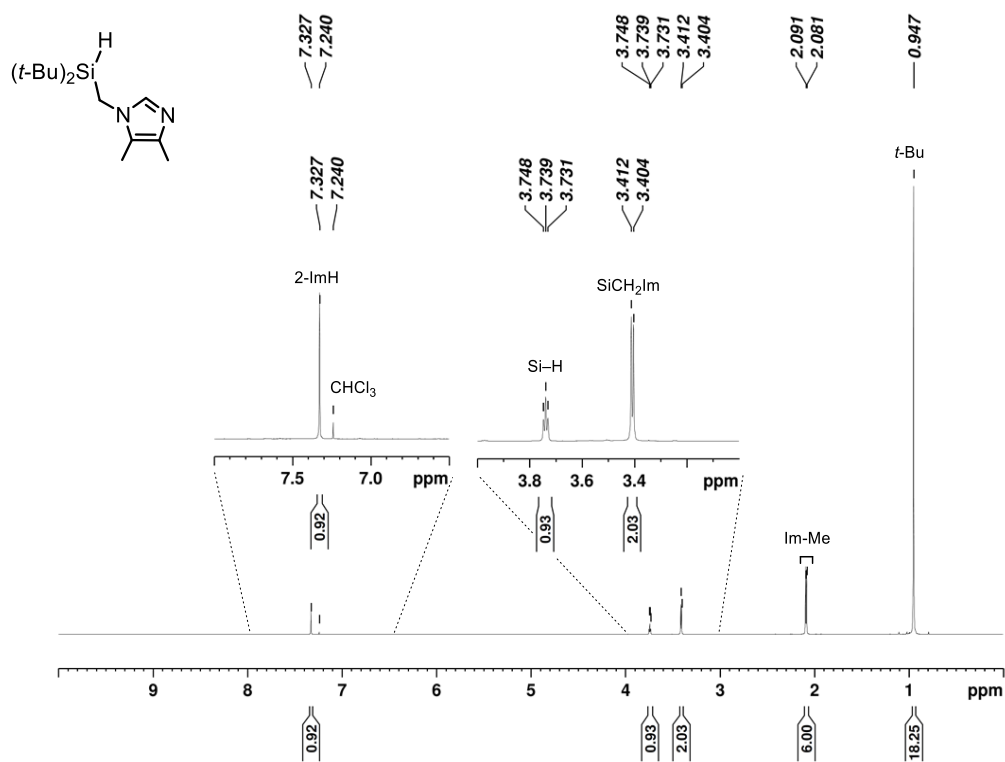 H
(t-Bu)₂Si
N
N
7.327
7.240
3.748
3.739
3.731
3.412
3.404
2.091
2.081
0.947
t-Bu
7.327
7.240
3.748
3.739
3.731
3.412
3.404
2-ImH
CHCl₃
SiCH₂Im
Si–H
7.5 7.0 ppm
3.8 3.6 3.4 ppm
0.92
0.93
2.03
Im-Me
9 8 7 6 5 4 3 2 1 ppm
0.92
0.93
2.03
6.00
18.25